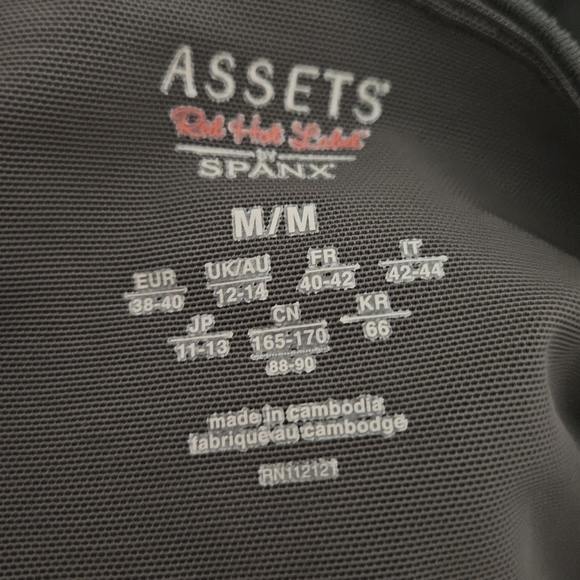 ASSETS®
Red Hot Label®
BY
SPANX®
M/M
EUR UK/AU FR IT
38-40 12-14 40-42 42-44
JP CN KR
11-13 165-170 66
88-90
made in cambodia
fabriqué au cambodge
RN112121